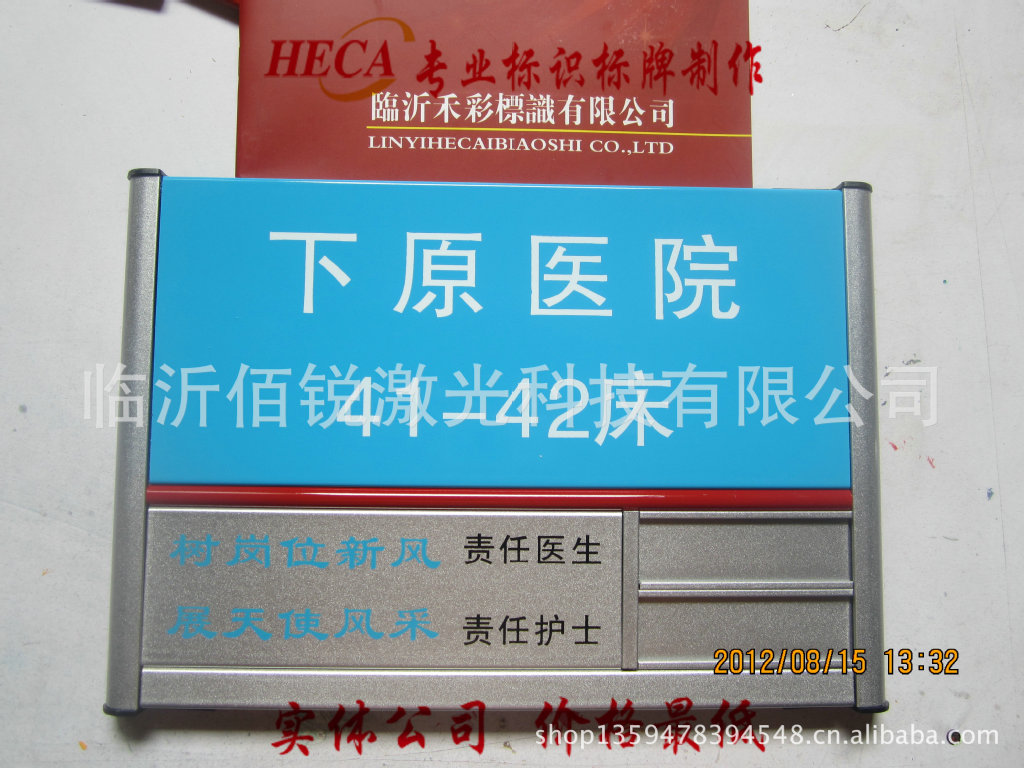 HECA 专业标识标牌制作
臨沂禾彩標識有限公司
LINYIHECAIBIAOSHI CO.,LTD
下原医院
临沂佰锐激光科技有限公司
41-42床
树岗位新风 责任医生
展天使风采 责任护士
2012/08/15 13:32
实体公司 价格最低
shop1359478394548.cn.alibaba.com